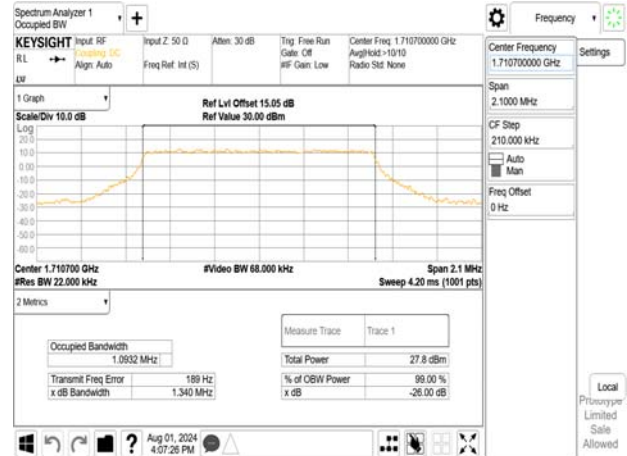 Spectrum Analyzer 1
Occupied BW
Frequency
KEYSIGHT
RL
Input: RF
Coupling: DC
Align: Auto
Input Z: 50 Ω
Freq Ref: Int (S)
Atten: 30 dB
Trig: Free Run
Gate: Off
#IF Gain: Low
Center Freq: 1.710700000 GHz
Avg|Hold:>10/10
Radio Std: None
1 Graph
Scale/Div 10.0 dB
Ref Lvl Offset 15.05 dB
Ref Value 30.00 dBm
Log
20.0
10.0
0.00
-10.0
-20.0
-30.0
-40.0
-50.0
-60.0
Center 1.710700 GHz
#Res BW 22.000 kHz
#Video BW 68.000 kHz
Span 2.1 MHz
Sweep 4.20 ms (1001 pts)
2 Metrics
Measure Trace Trace 1
Occupied Bandwidth
1.0932 MHz
Total Power 27.8 dBm
Transmit Freq Error 189 Hz
% of OBW Power 99.00 %
x dB Bandwidth 1.340 MHz
x dB -26.00 dB
Aug 01, 2024
4:07:26 PM
Center Frequency
1.710700000 GHz
Settings
Span
2.1000 MHz
CF Step
210.000 kHz
Auto
Man
Freq Offset
0 Hz
Local
Prototype
Limited
Sale
Allowed